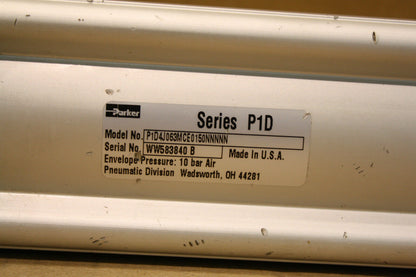 Parker
Series P1D
Model No. P1D4J063MCE0150NNNNN
Serial No. WW583840 B Made in U.S.A.
Envelope Pressure: 10 bar Air
Pneumatic Division Wadsworth, OH 44281